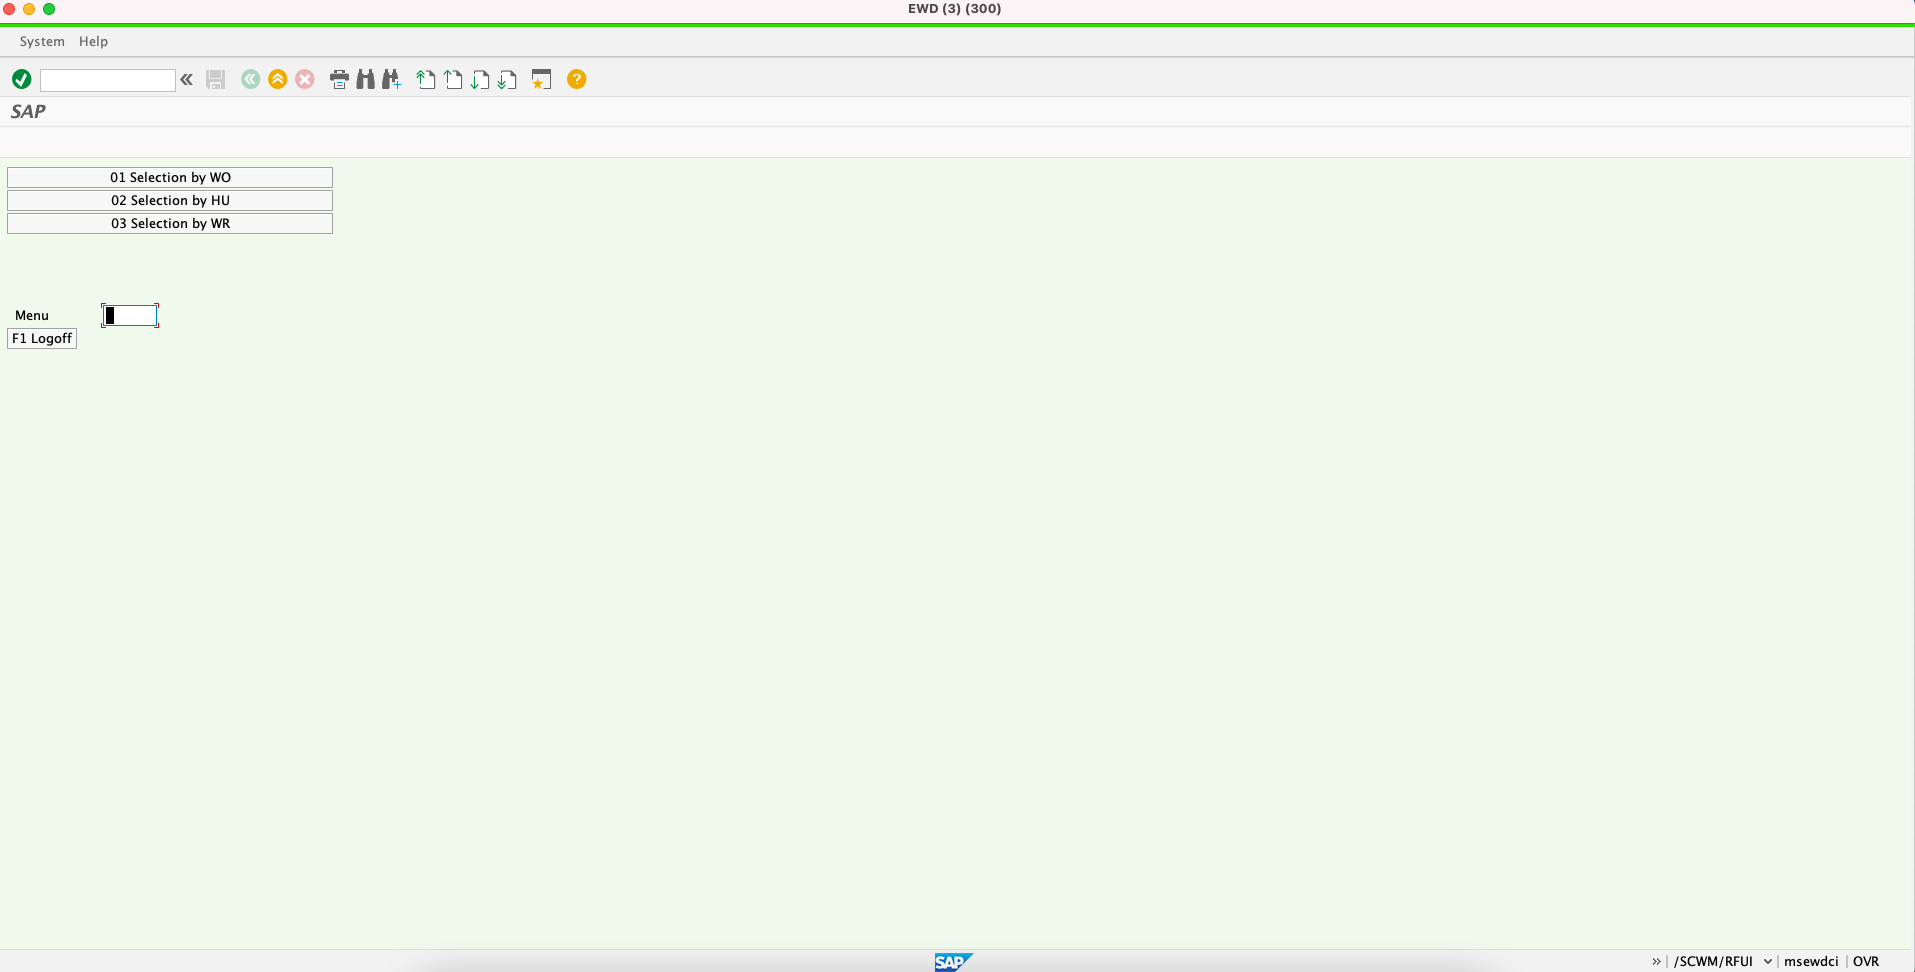 EWD (3) (300)
System Help
SAP
01 Selection by WO
02 Selection by HU
03 Selection by WR
Menu
F1 Logoff
SAP
/SCWM/RFUI
msewdci
OVR